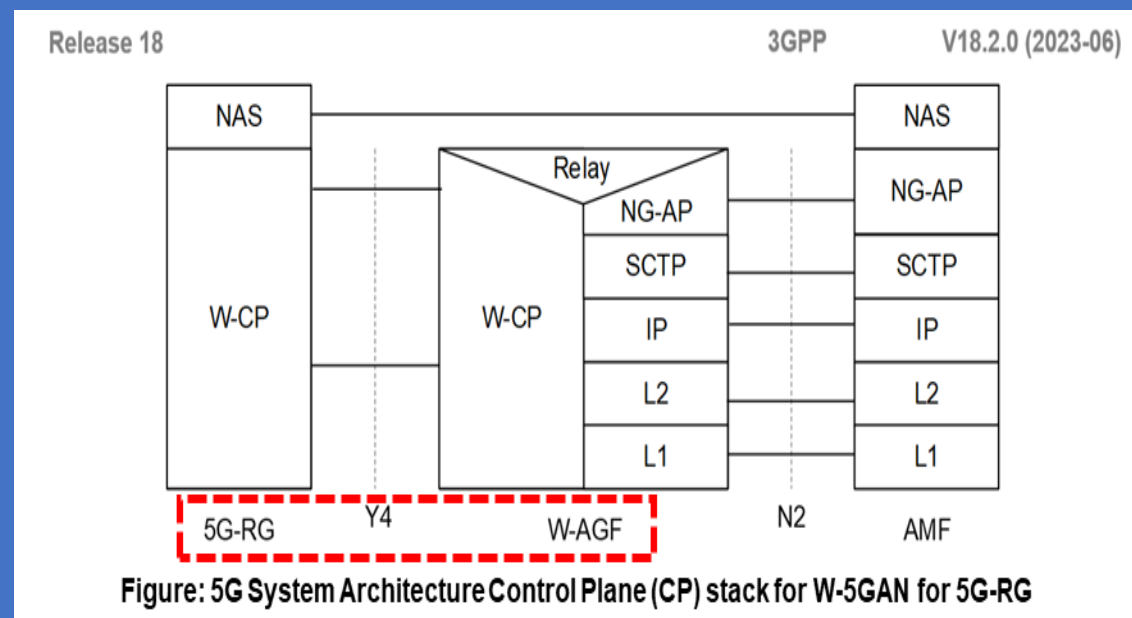 Release 18 3GPP V18.2.0 (2023-06)
NAS NAS
Relay
NG-AP NG-AP
SCTP SCTP
W-CP W-CP IP IP
L2 L2
L1 L1
5G-RG Y4 W-AGF N2 AMF
Figure: 5G System Architecture Control Plane (CP) stack for W-5GAN for 5G-RG